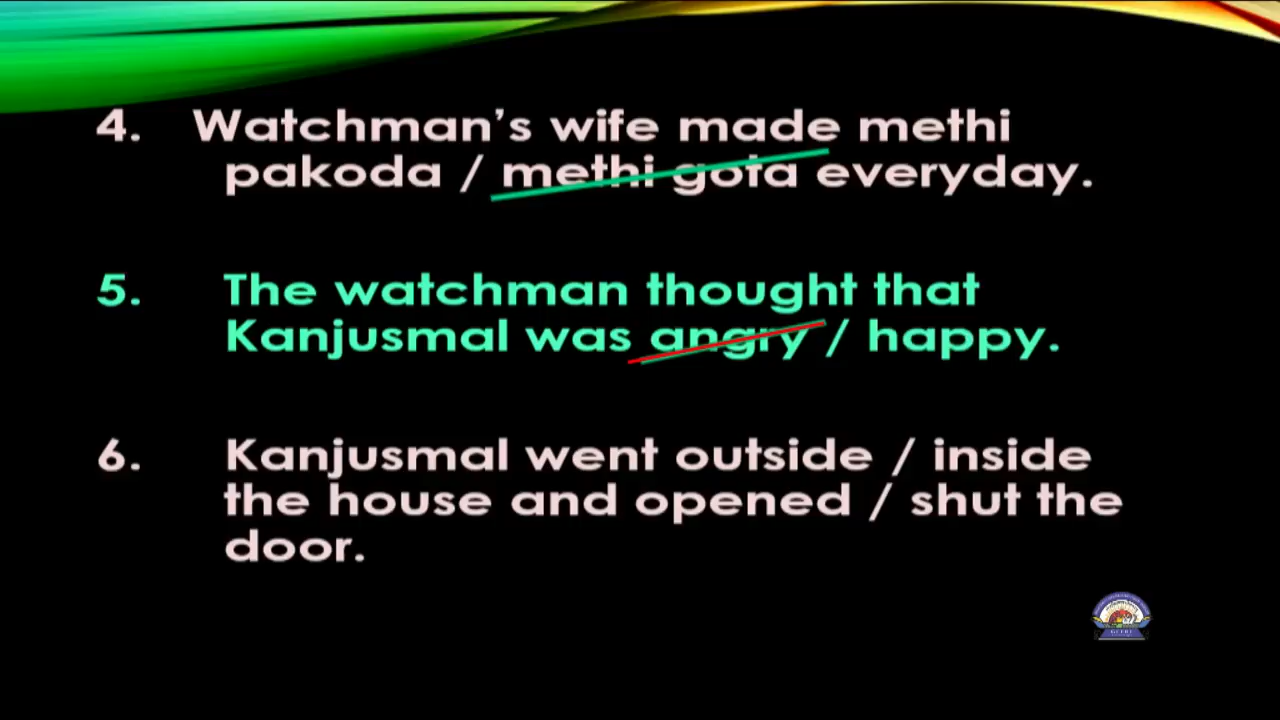 4. Watchman's wife made methi
pakoda / methi gota everyday.
5. The watchman thought that
Kanjusmal was angry / happy.
6. Kanjusmal went outside / inside
the house and opened / shut the
door.